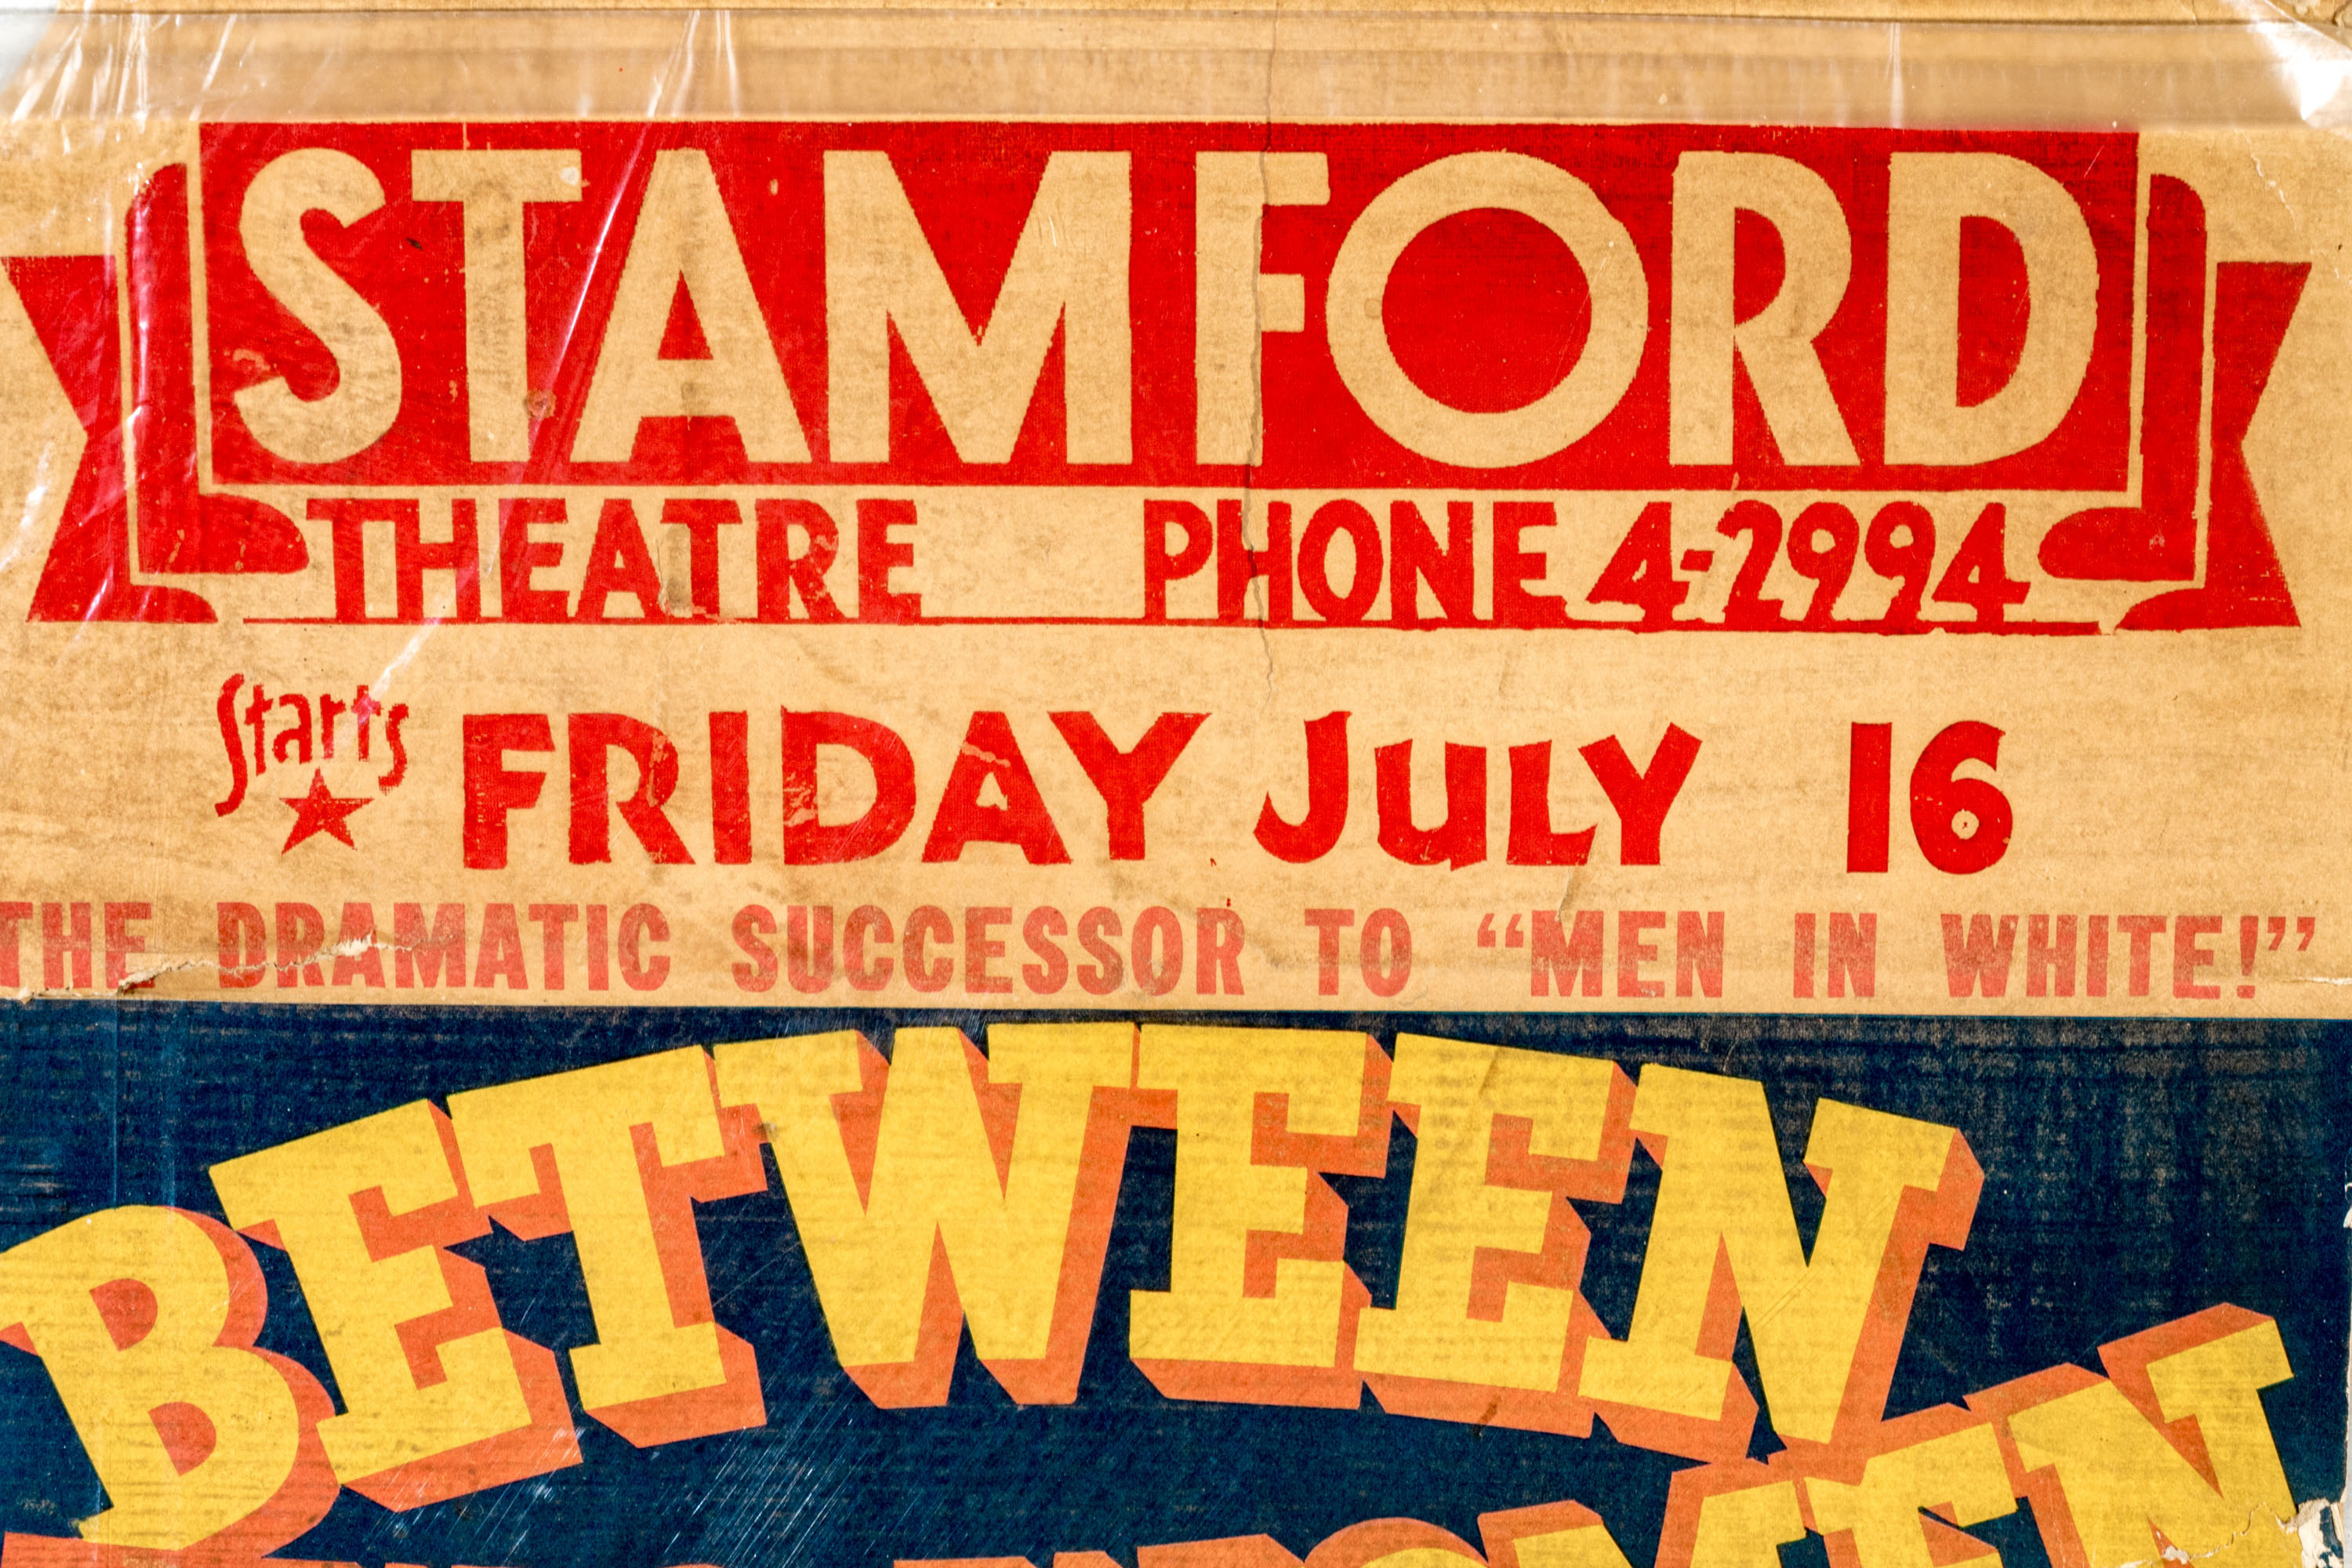 STAMFORD
THEATRE PHONE 4-2994
Starts FRIDAY JULY 16
THE DRAMATIC SUCCESSOR TO “MEN IN WHITE!”
BETWEEN